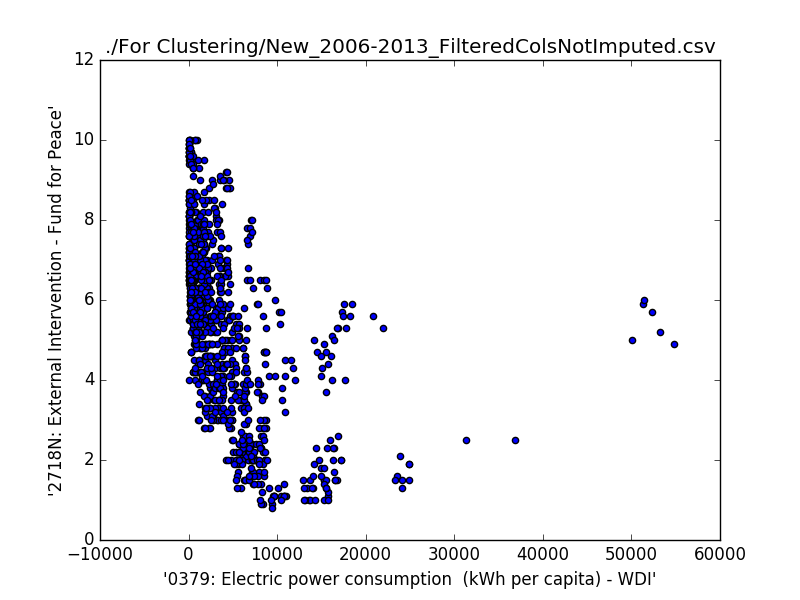 ./For Clustering/New_2006-2013_FilteredColsNotImputed.csv
12
10
8
6
4
2
0
'2718N: External Intervention - Fund for Peace'
−10000 0 10000 20000 30000 40000 50000 60000
'0379: Electric power consumption  (kWh per capita) - WDI'